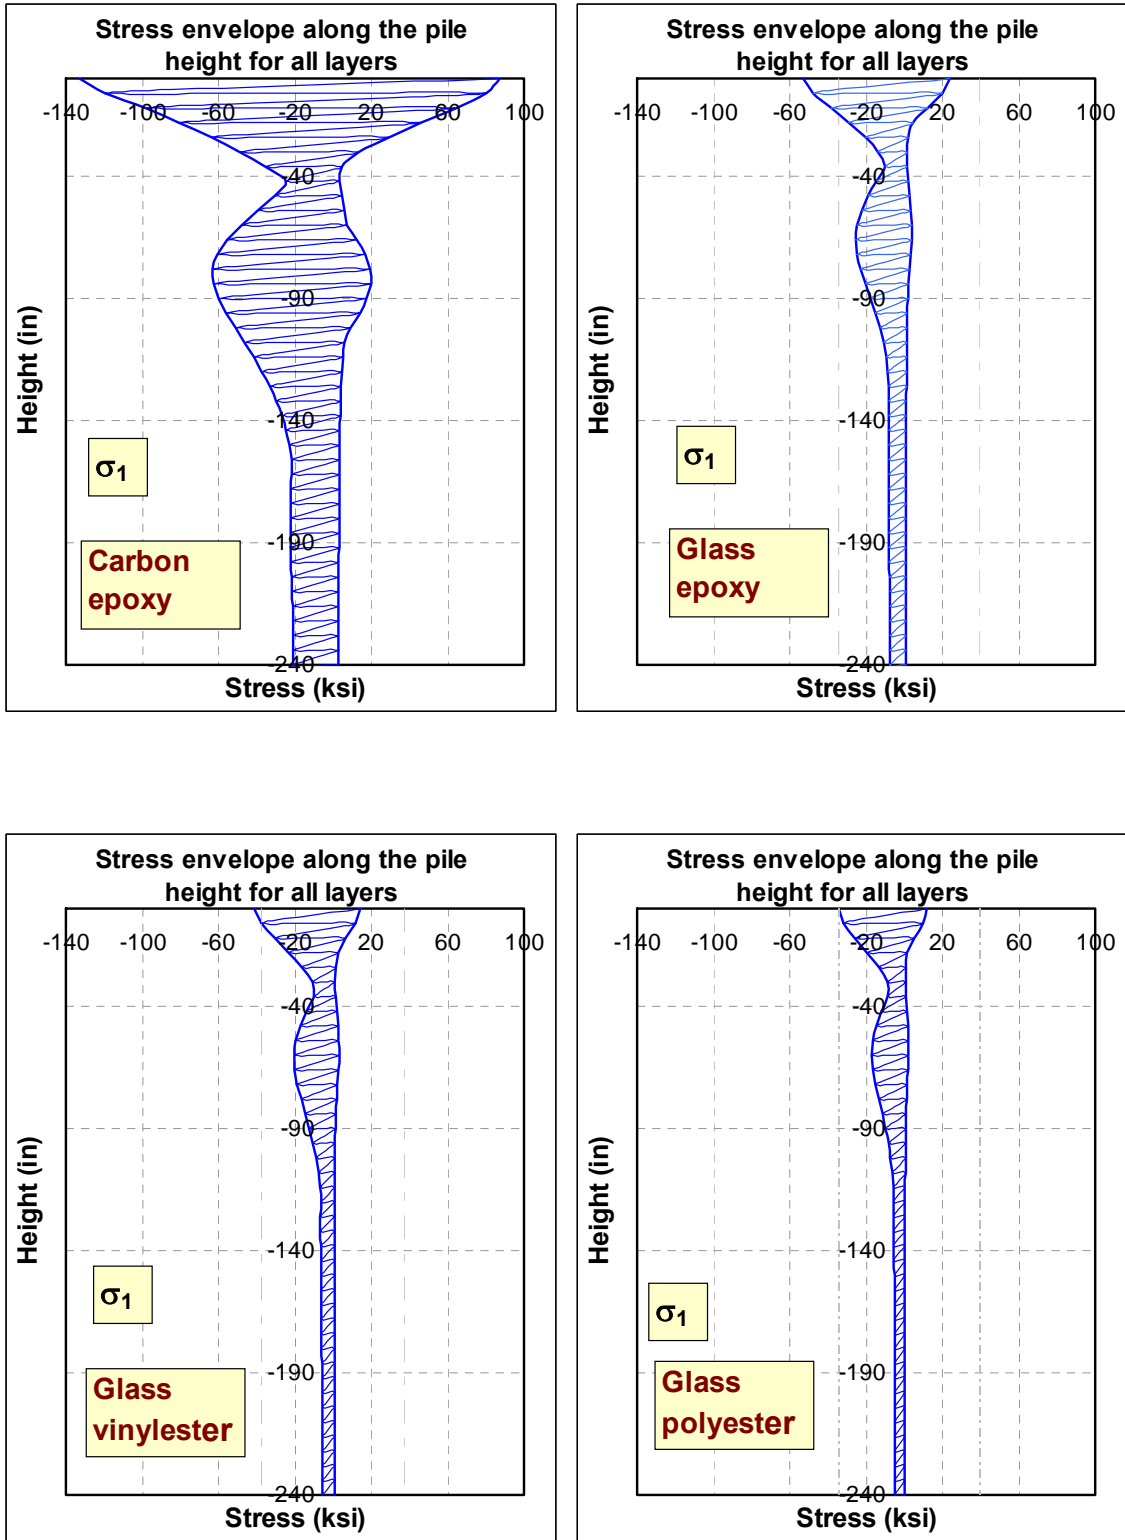 Stress envelope along the pile
height for all layers
-140 -100 -60 -20 20 60 100
-40
-90
-140
-190
-240
Height (in)
σ1
Carbon
epoxy
Stress (ksi)
Stress envelope along the pile
height for all layers
-140 -100 -60 -20 20 60 100
-40
-90
-140
-190
-240
Height (in)
σ1
Glass
epoxy
Stress (ksi)
Stress envelope along the pile
height for all layers
-140 -100 -60 -20 20 60 100
-40
-90
-140
-190
-240
Height (in)
σ1
Glass
vinylester
Stress (ksi)
Stress envelope along the pile
height for all layers
-140 -100 -60 -20 20 60 100
-40
-90
-140
-190
-240
Height (in)
σ1
Glass
polyester
Stress (ksi)